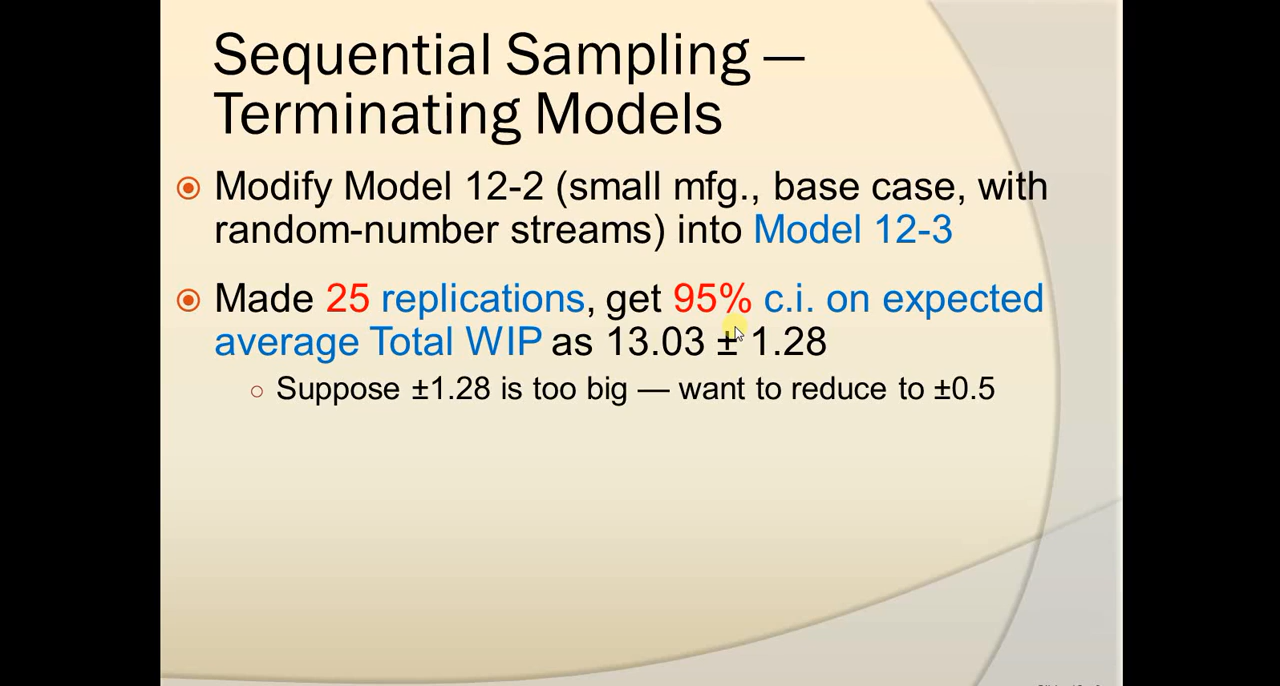 Sequential Sampling —
Terminating Models
Modify Model 12-2 (small mfg., base case, with
random-number streams) into Model 12-3
Made 25 replications, get 95% c.i. on expected
average Total WIP as 13.03 ± 1.28
Suppose ±1.28 is too big — want to reduce to ±0.5